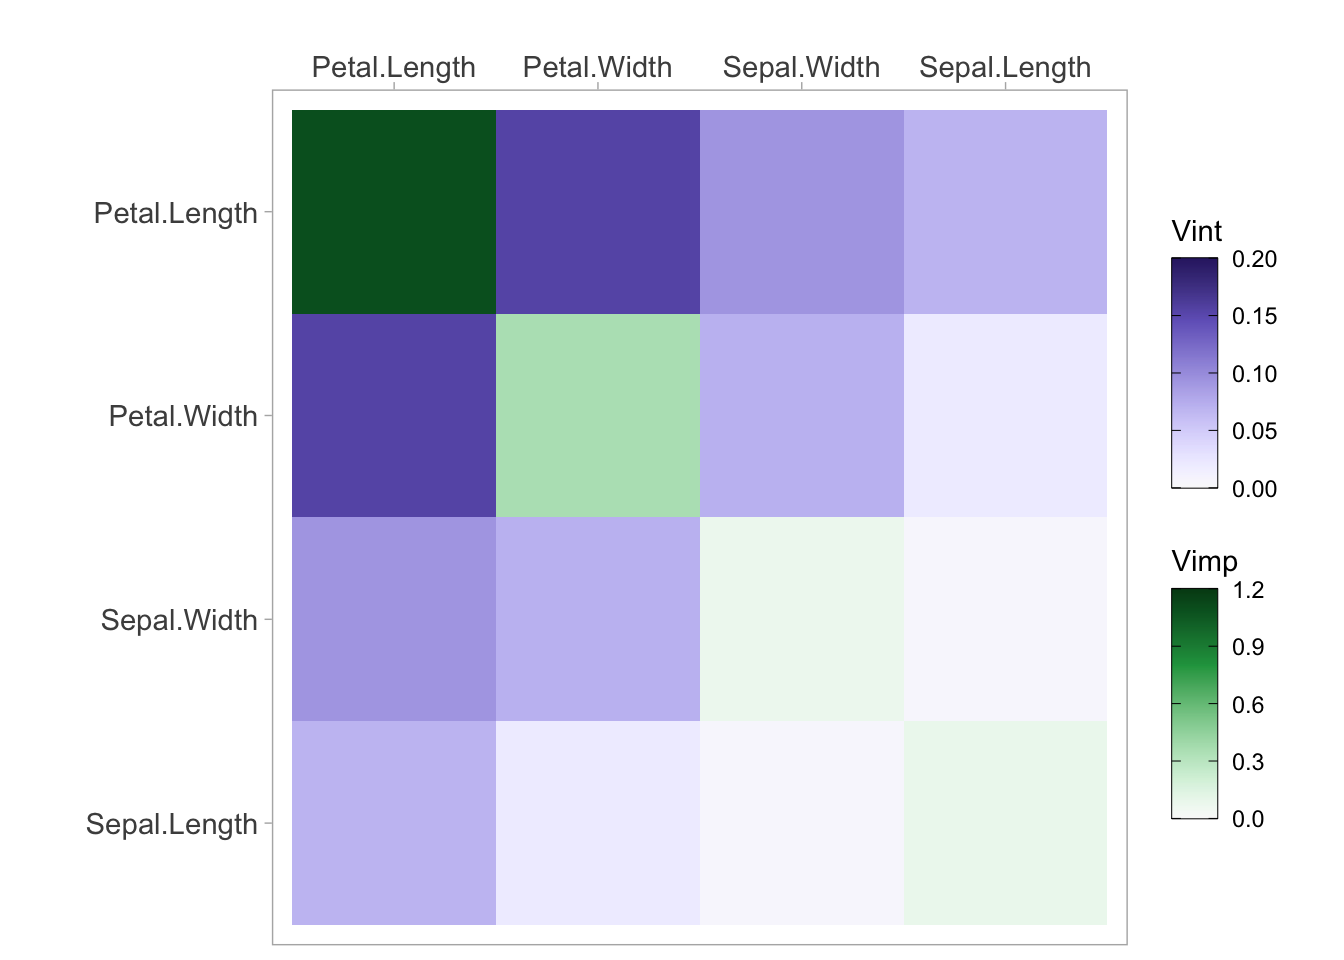 Petal.Length Petal.Width Sepal.Width Sepal.Length
Petal.Length
Petal.Width
Sepal.Width
Sepal.Length
Vint
0.20
0.15
0.10
0.05
0.00
Vimp
1.2
0.9
0.6
0.3
0.0